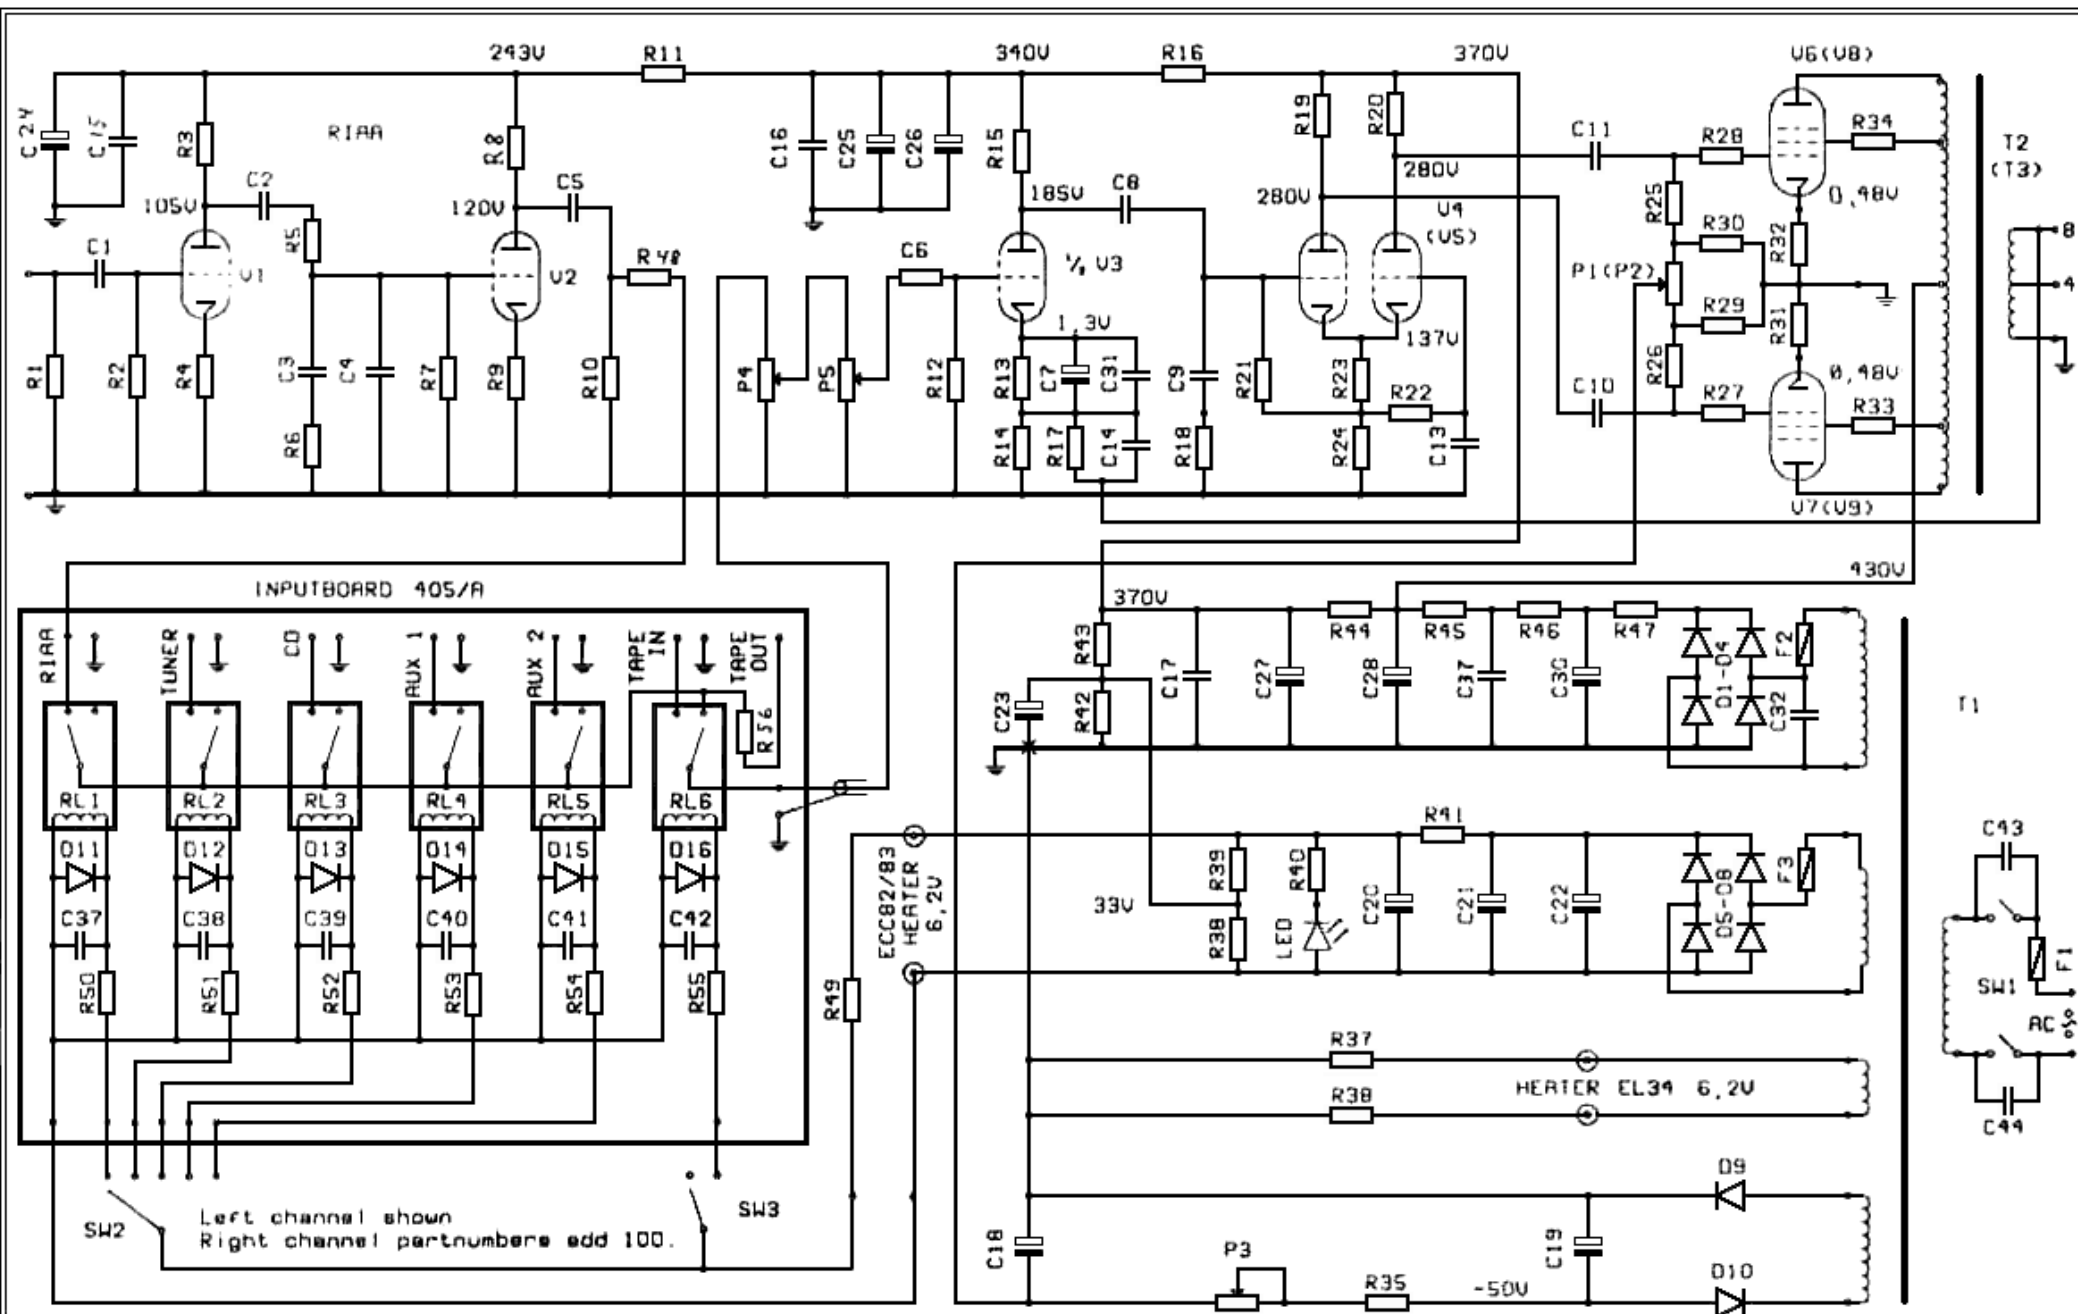 243V R11 340V R16 370V V6(V8)
C24 C15 R3 RIAA R8 C16 C25 C26 R15 R19 R20 C11 R28 R34 T2
(T3)
105V C2 120V C5 185V C8 280V 280V V4
(V5)
R25 0,48V
C1 R5 V1 V2 R48 C6 ½ V3 P1(P2) R30 R32 8
4
1,3V 137V R29 R31
R1 R2 R4 C3 C4 R7 R9 R10 P4 P5 R12 R13 C7 C31 C9 R21 R23 R22 R26 C10 0,48V
R27 R33
R6 R14 R17 C14 R18 R24 C13
V7(V9)
430V
INPUTBOARD 405/A
370V
RIAA TUNER CD AUX 1 AUX 2 TAPE IN TAPE OUT
R43 R44 R45 R46 R47 F2
C23 R42 C17 C27 C28 C37 C30 D1-D4 C32 T1
R56
RL1 RL2 RL3 RL4 RL5 RL6
D11 D12 D13 D14 D15 D16
C37 C38 C39 C40 C41 C42
R50 R51 R52 R53 R54 R55
R49
ECC82/83
HEATER
6,2V
R41
33V
R39 R40 F3
R38 LED C20 C21 C22 D5-D8
C43
SW1 F1
AC
C44
R37
HEATER EL34 6,2V
R38
D9
SW2 SW3
Left channel shown
Right channel partnumbers add 100.
C18 C19
P3 R35 -50V D10